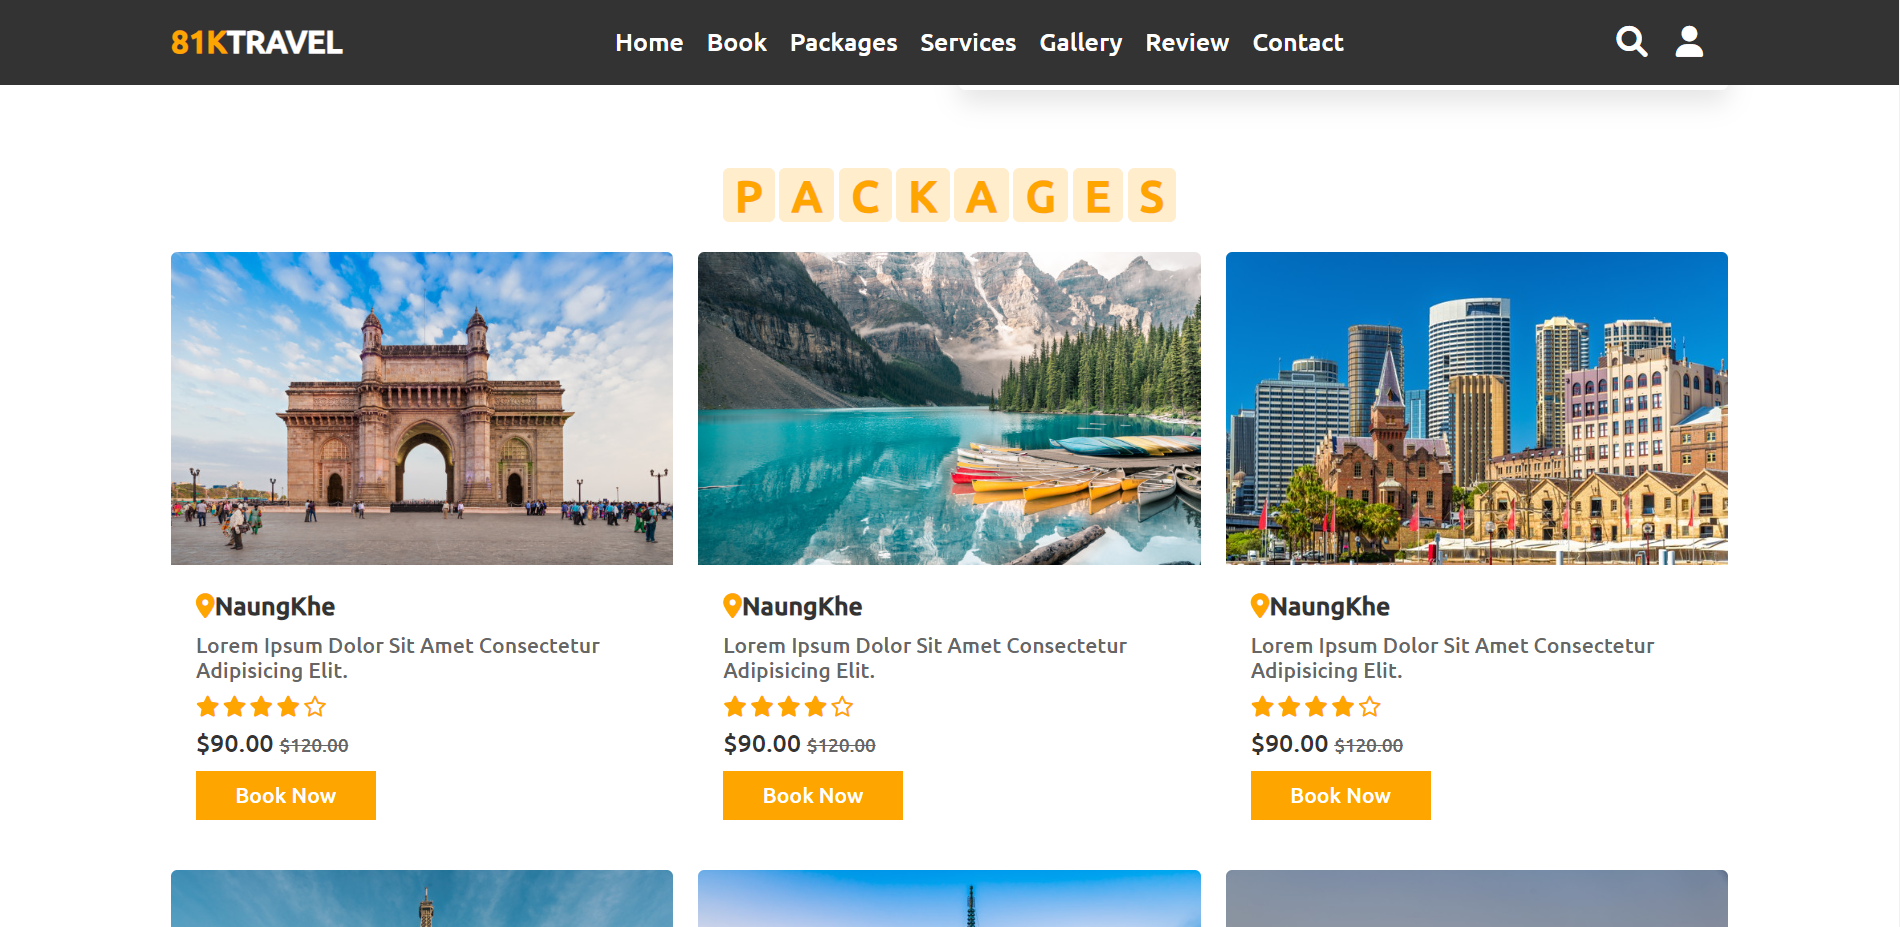 81KTRAVEL
Home Book Packages Services Gallery Review Contact
PACKAGES
NaungKhe
Lorem Ipsum Dolor Sit Amet Consectetur
Adipisicing Elit.
$90.00 $120.00
Book Now
NaungKhe
Lorem Ipsum Dolor Sit Amet Consectetur
Adipisicing Elit.
$90.00 $120.00
Book Now
NaungKhe
Lorem Ipsum Dolor Sit Amet Consectetur
Adipisicing Elit.
$90.00 $120.00
Book Now